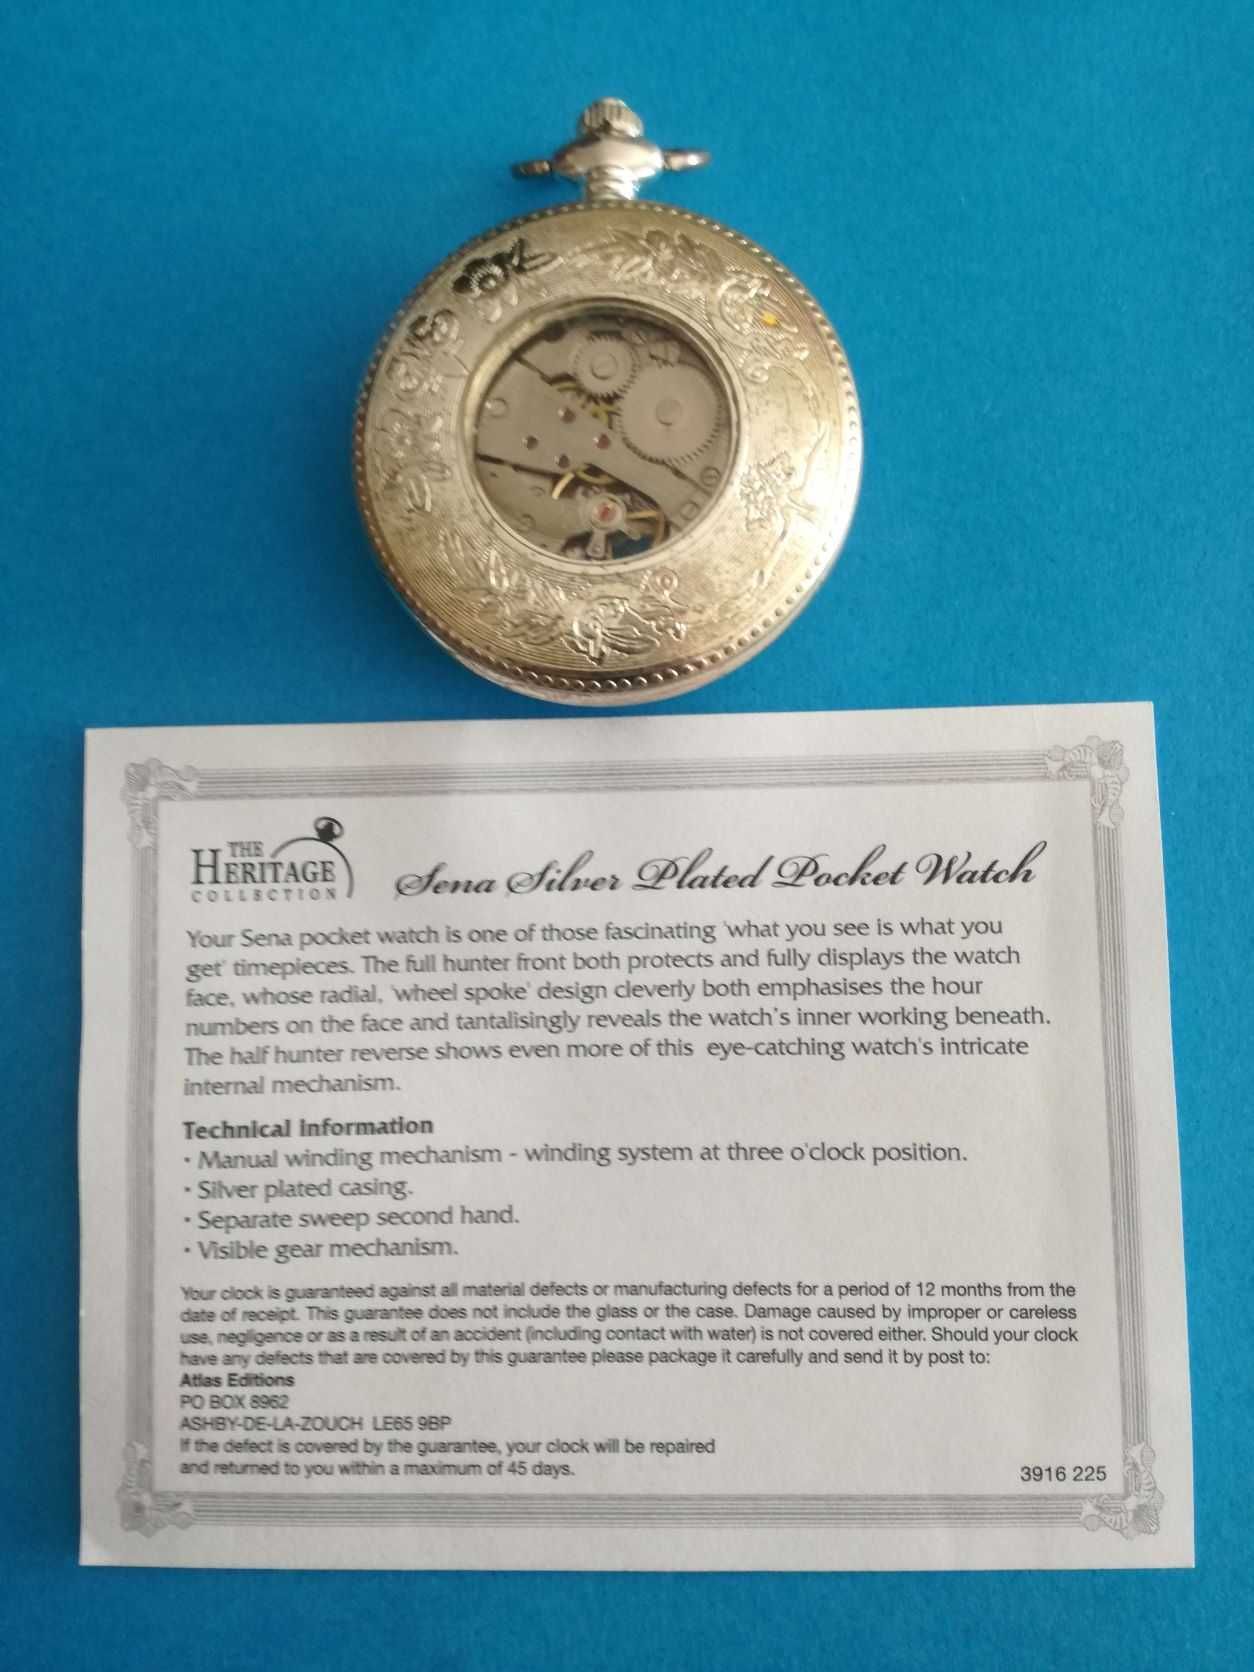 THE
HERITAGE
COLLECTION
Sena Silver Plated Pocket Watch
Your Sena pocket watch is one of those fascinating 'what you see is what you
get' timepieces. The full hunter front both protects and fully displays the watch
face, whose radial, 'wheel spoke' design cleverly both emphasises the hour
numbers on the face and tantalisingly reveals the watch's inner working beneath.
The half hunter reverse shows even more of this eye-catching watch's intricate
internal mechanism.
Technical Information
• Manual winding mechanism - winding system at three o'clock position.
• Silver plated casing.
• Separate sweep second hand.
• Visible gear mechanism.
Your clock is guaranteed against all material defects or manufacturing defects for a period of 12 months from the
date of receipt. This guarantee does not include the glass or the case. Damage caused by improper or careless
use, negligence or as a result of an accident (including contact with water) is not covered either. Should your clock
have any defects that are covered by this guarantee please package it carefully and send it by post to:
Atlas Editions
PO BOX 8962
ASHBY-DE-LA-ZOUCH LE65 9BP
If the defect is covered by the guarantee, your clock will be repaired
and returned to you within a maximum of 45 days.
3916 225